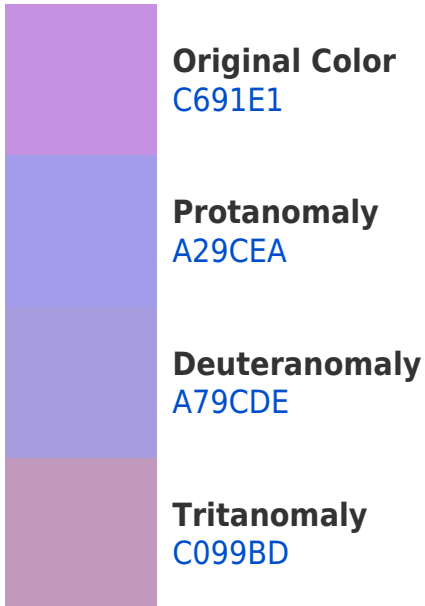 Original Color
C691E1
Protanomaly
A29CEA
Deuteranomaly
A79CDE
Tritanomaly
C099BD